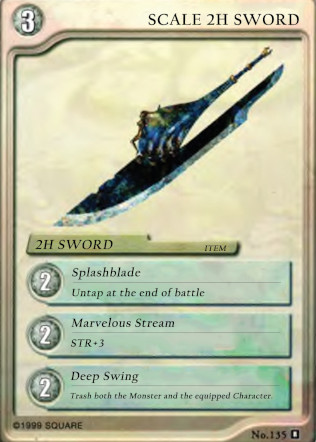 3
SCALE 2H SWORD
2H SWORD
ITEM
2
Splashblade
Untap at the end of battle
2
Marvelous Stream
STR+3
2
Deep Swing
Trash both the Monster and the equipped Character.
©1999 SQUARE
No.135